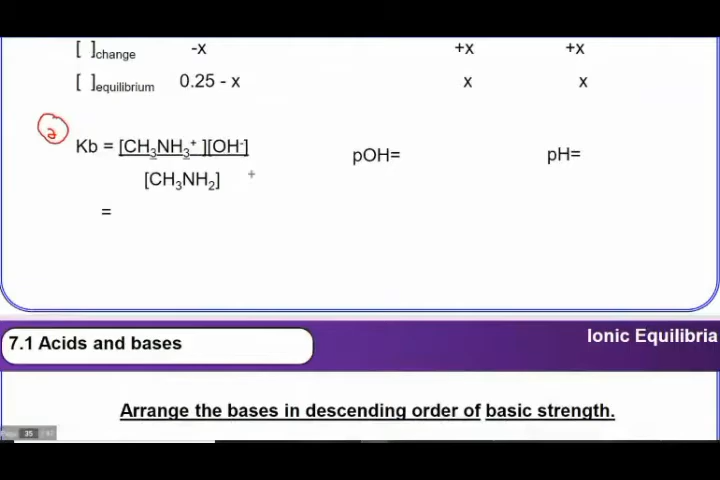 [ ]change -x +x +x
[ ]equilibrium 0.25 - x x x
2
Kb = [CH3NH3+ ][OH-] pOH= pH=
[CH3NH2]
=
7.1 Acids and bases
Ionic Equilibria
Arrange the bases in descending order of basic strength.
35